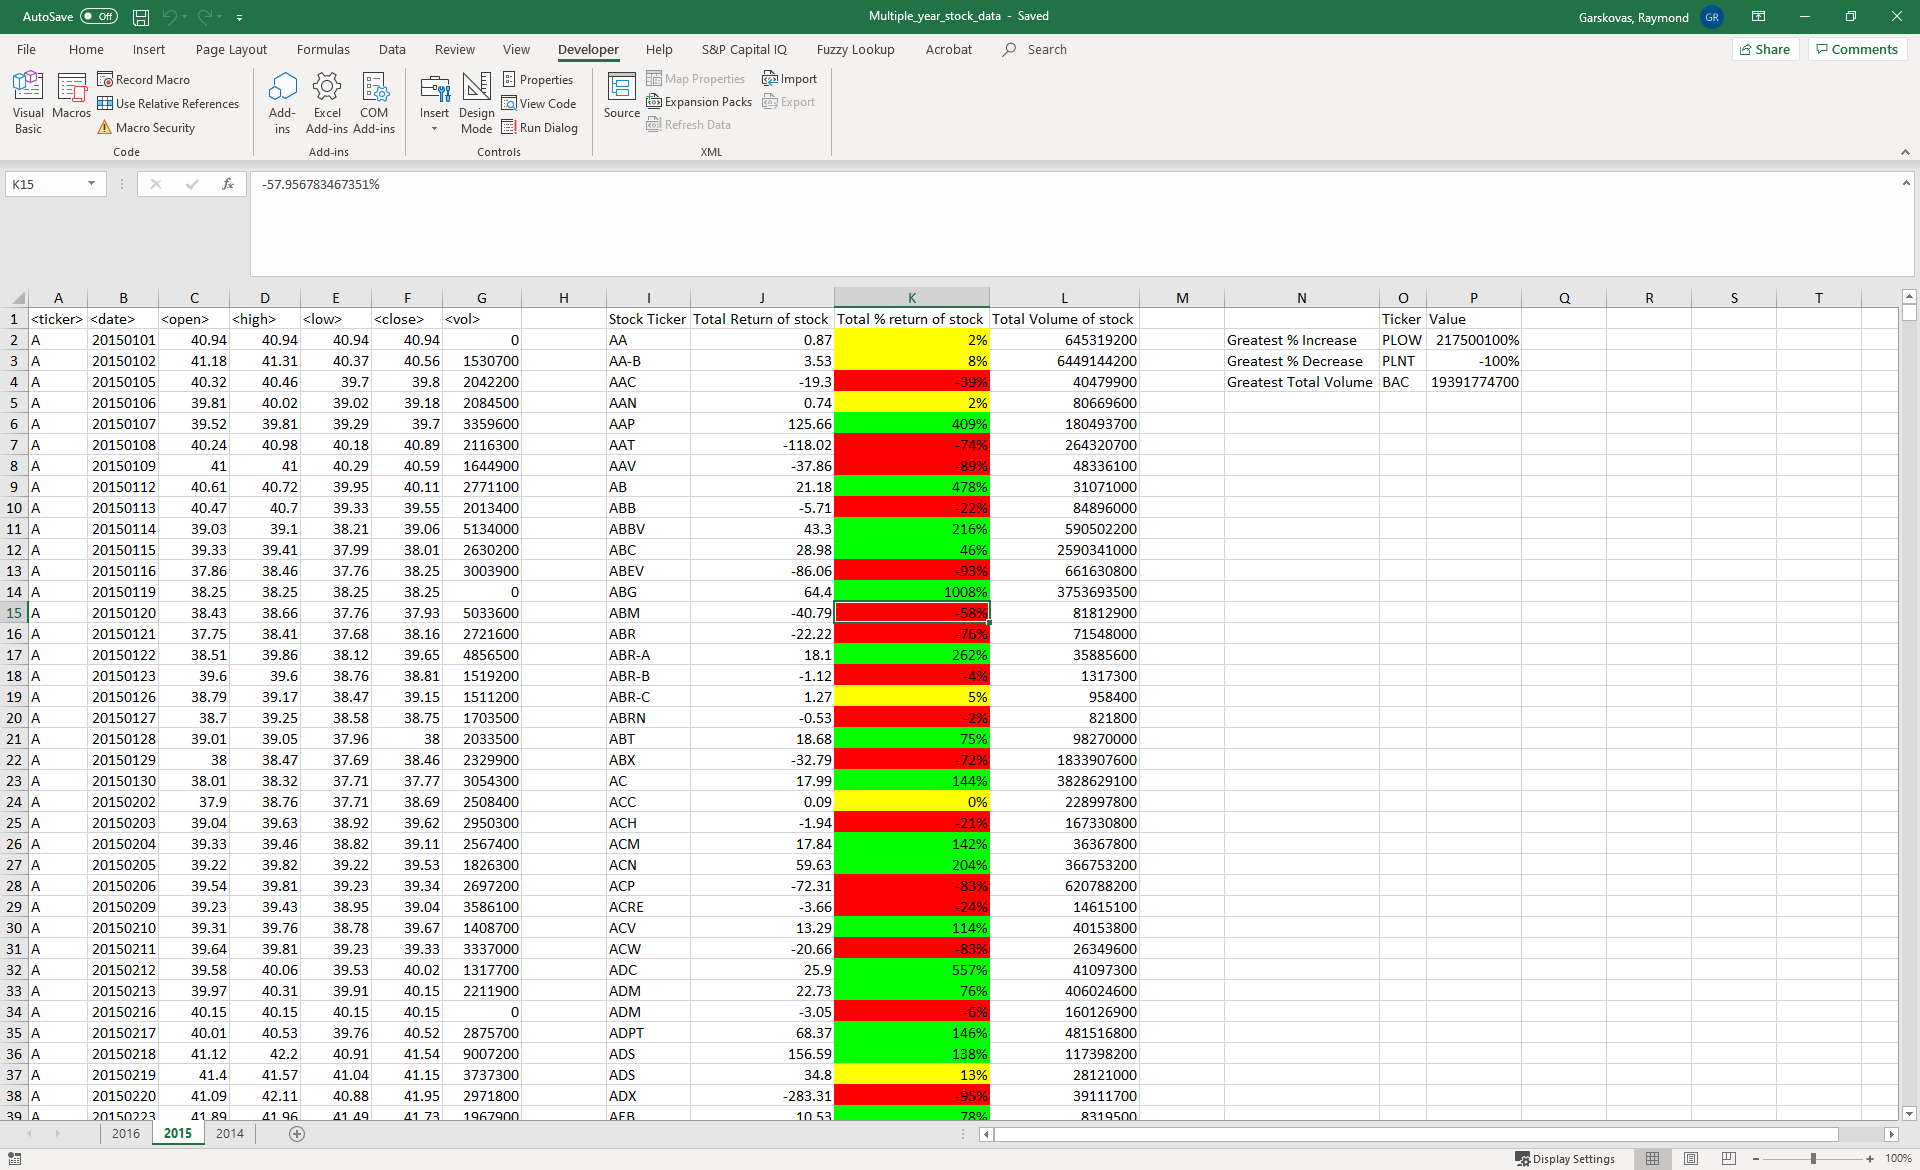 AutoSave Off Multiple_year_stock_data - Saved Garskovas, Raymond GR
File Home Insert Page Layout Formulas Data Review View Developer Help S&P Capital IQ Fuzzy Lookup Acrobat Search Share Comments
Visual Basic Macros Record Macro Use Relative References Macro Security Code
Add-ins Excel Add-ins COM Add-ins Add-ins
Insert Design Mode Properties View Code Run Dialog Controls
Source Map Properties Expansion Packs Refresh Data Import Export XML
K15 fx -57.956783467351%
A B C D E F G H I J K L M N O P Q R S T
1 <ticker> <date> <open> <high> <low> <close> <vol> Stock Ticker Total Return of stock Total % return of stock Total Volume of stock Ticker Value
2 A 20150101 40.94 40.94 40.94 40.94 0 AA 0.87 2% 645319200 Greatest % Increase PLOW 217500100%
3 A 20150102 41.18 41.31 40.37 40.56 1530700 AA-B 3.53 8% 6449144200 Greatest % Decrease PLNT -100%
4 A 20150105 40.32 40.46 39.7 39.8 2042200 AAC -19.3 -39% 40479900 Greatest Total Volume BAC 19391774700
5 A 20150106 39.81 40.02 39.02 39.18 2084500 AAN 0.74 2% 80669600
6 A 20150107 39.52 39.81 39.29 39.7 3359600 AAP 125.66 409% 180493700
7 A 20150108 40.24 40.98 40.18 40.89 2116300 AAT -118.02 -74% 264320700
8 A 20150109 41 41 40.29 40.59 1644900 AAV -37.86 -89% 48336100
9 A 20150112 40.61 40.72 39.95 40.11 2771100 AB 21.18 478% 31071000
10 A 20150113 40.47 40.7 39.33 39.55 2013400 ABB -5.71 -22% 84896000
11 A 20150114 39.03 39.1 38.21 39.06 5134000 ABBV 43.3 216% 590502200
12 A 20150115 39.33 39.41 37.99 38.01 2630200 ABC 28.98 46% 2590341000
13 A 20150116 37.86 38.46 37.76 38.25 3003900 ABEV -86.06 -93% 661630800
14 A 20150119 38.25 38.25 38.25 38.25 0 ABG 64.4 1008% 3753693500
15 A 20150120 38.43 38.66 37.76 37.93 5033600 ABM -40.79 -58% 81812900
16 A 20150121 37.75 38.41 37.68 38.16 2721600 ABR -22.22 -76% 71548000
17 A 20150122 38.51 39.86 38.12 39.65 4856500 ABR-A 18.1 262% 35885600
18 A 20150123 39.6 39.6 38.76 38.81 1519200 ABR-B -1.12 -4% 1317300
19 A 20150126 38.79 39.17 38.47 39.15 1511200 ABR-C 1.27 5% 958400
20 A 20150127 38.7 39.25 38.58 38.75 1703500 ABRN -0.53 -2% 821800
21 A 20150128 39.01 39.05 37.96 38 2033500 ABT 18.68 75% 98270000
22 A 20150129 38 38.47 37.69 38.46 2329900 ABX -32.79 -72% 1833907600
23 A 20150130 38.01 38.32 37.71 37.77 3054300 AC 17.99 144% 3828629100
24 A 20150202 37.9 38.76 37.71 38.69 2508400 ACC 0.09 0% 228997800
25 A 20150203 39.04 39.63 38.92 39.62 2950300 ACH -1.94 -21% 167330800
26 A 20150204 39.33 39.46 38.82 39.11 2567400 ACM 17.84 142% 36367800
27 A 20150205 39.22 39.82 39.22 39.53 1826300 ACN 59.63 204% 366753200
28 A 20150206 39.54 39.81 39.23 39.34 2697200 ACP -72.31 -83% 620788200
29 A 20150209 39.23 39.43 38.95 39.04 3586100 ACRE -3.66 -24% 14615100
30 A 20150210 39.31 39.76 38.78 39.67 1408700 ACV 13.29 114% 40153800
31 A 20150211 39.64 39.81 39.23 39.33 3337000 ACW -20.66 -83% 26349600
32 A 20150212 39.58 40.06 39.53 40.02 1317700 ADC 25.9 557% 41097300
33 A 20150213 39.97 40.31 39.91 40.15 2211900 ADM 22.73 76% 406024600
34 A 20150216 40.15 40.15 40.15 40.15 0 ADM -3.05 -6% 160126900
35 A 20150217 40.01 40.53 39.76 40.52 2875700 ADPT 68.37 146% 481516800
36 A 20150218 41.12 42.2 40.91 41.54 9007200 ADS 156.59 138% 117398200
37 A 20150219 41.4 41.57 41.04 41.15 3737300 ADS 34.8 13% 28121000
38 A 20150220 41.09 42.11 40.88 41.95 2971800 ADX -283.31 -95% 39111700
39 A 20150223 41.89 41.96 41.49 41.73 1967900 AEB 10.53 78% 8319500
2016 2015 2014
Display Settings 100%